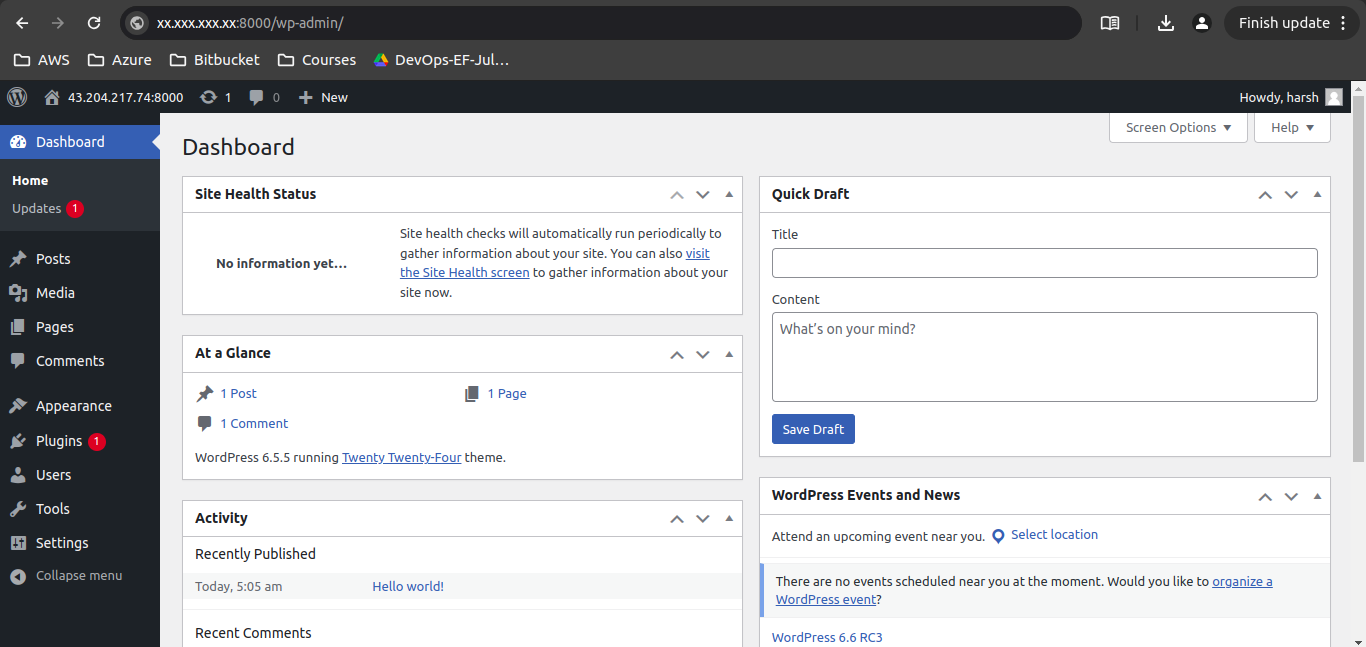 xx.xxx.xxx.xx:8000/wp-admin/
Finish update
AWS
Azure
Bitbucket
Courses
DevOps-EF-Jul...
43.204.217.74:8000
1
0
New
Howdy, harsh
Dashboard
Home
Updates 1
Posts
Media
Pages
Comments
Appearance
Plugins 1
Users
Tools
Settings
Collapse menu
Screen Options
Help
Dashboard
Site Health Status
No information yet...
Site health checks will automatically run periodically to
gather information about your site. You can also visit
the Site Health screen to gather information about your
site now.
At a Glance
1 Post
1 Page
1 Comment
WordPress 6.5.5 running Twenty Twenty-Four theme.
Activity
Recently Published
Today, 5:05 am
Hello world!
Recent Comments
Quick Draft
Title
Content
What's on your mind?
Save Draft
WordPress Events and News
Attend an upcoming event near you.
Select location
There are no events scheduled near you at the moment. Would you like to organize a
WordPress event?
WordPress 6.6 RC3